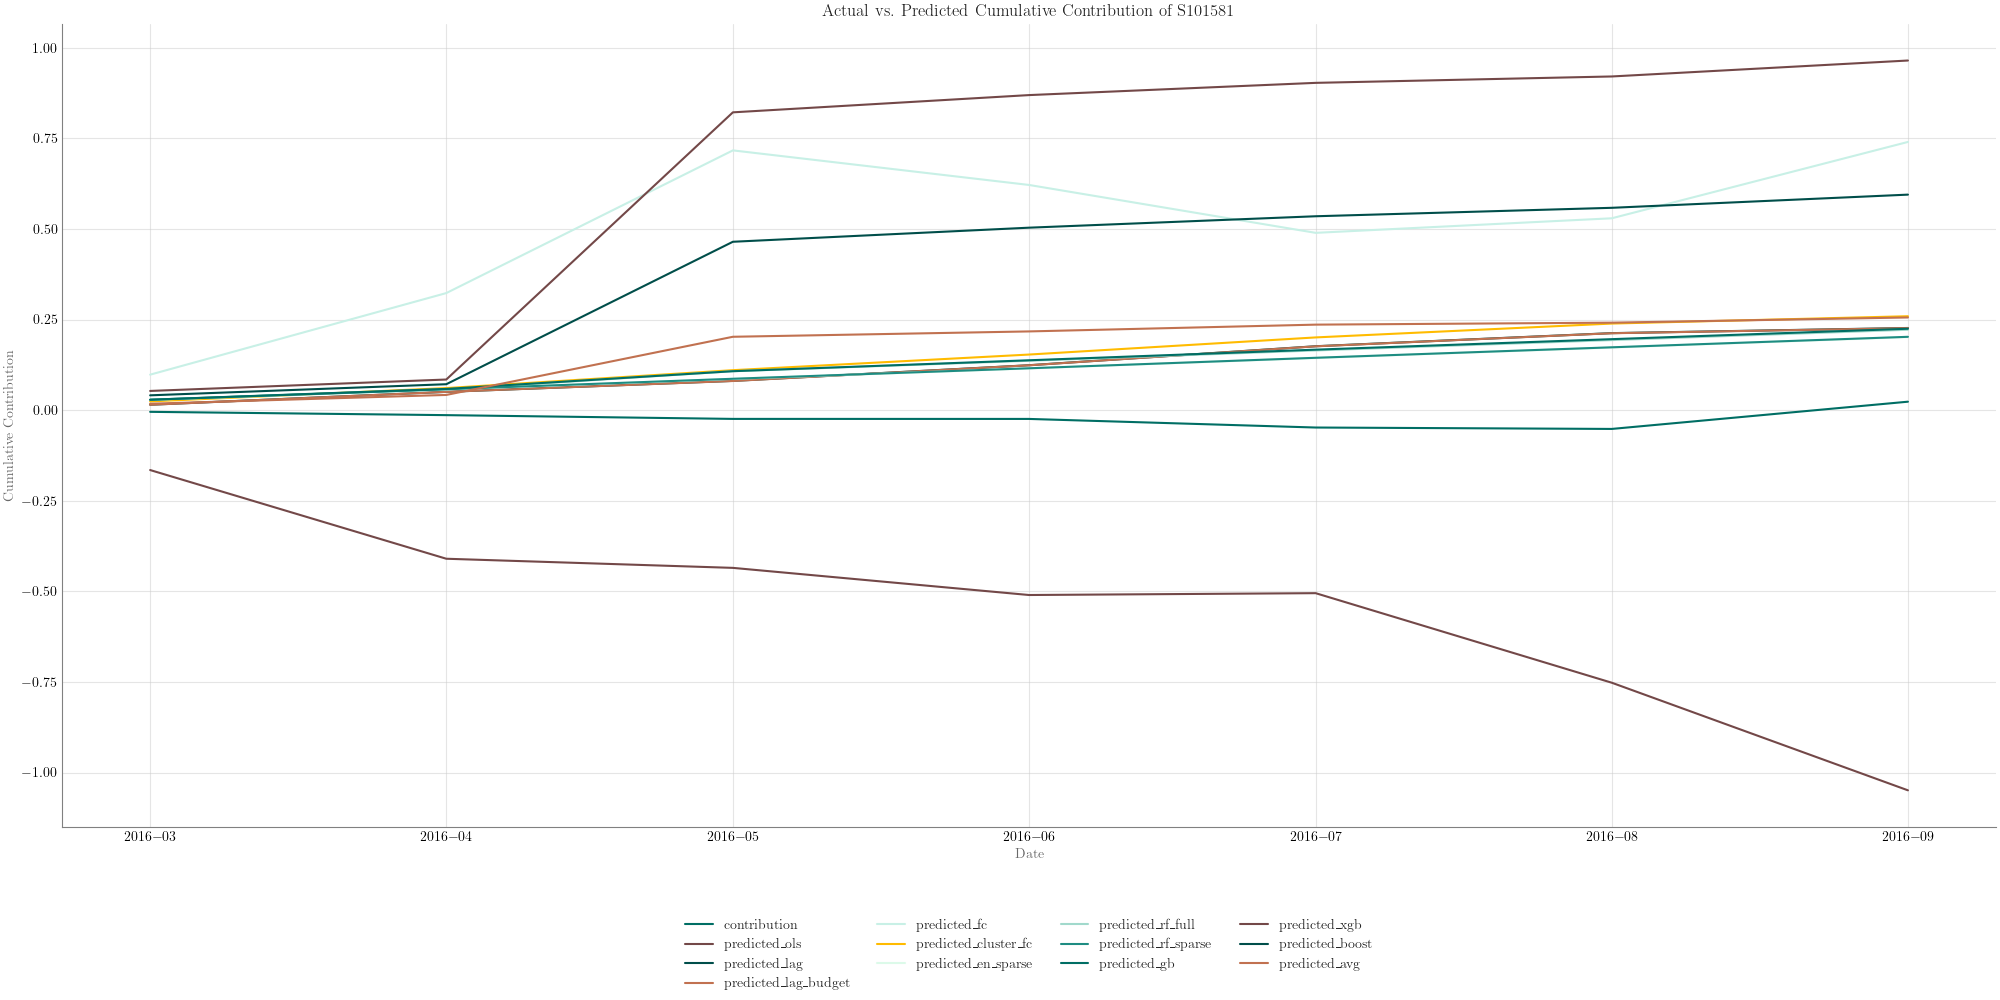 Actual vs. Predicted Cumulative Contribution of S101581
Cumulative Contribution
1.00
0.75
0.50
0.25
0.00
−0.25
−0.50
−0.75
−1.00
2016−03 2016−04 2016−05 2016−06 2016−07 2016−08 2016−09
Date
contribution predicted_fc predicted_rf_full predicted_xgb
predicted_ols predicted_cluster_fc predicted_rf_sparse predicted_boost
predicted_lag predicted_en_sparse predicted_gb predicted_avg
predicted_lag_budget